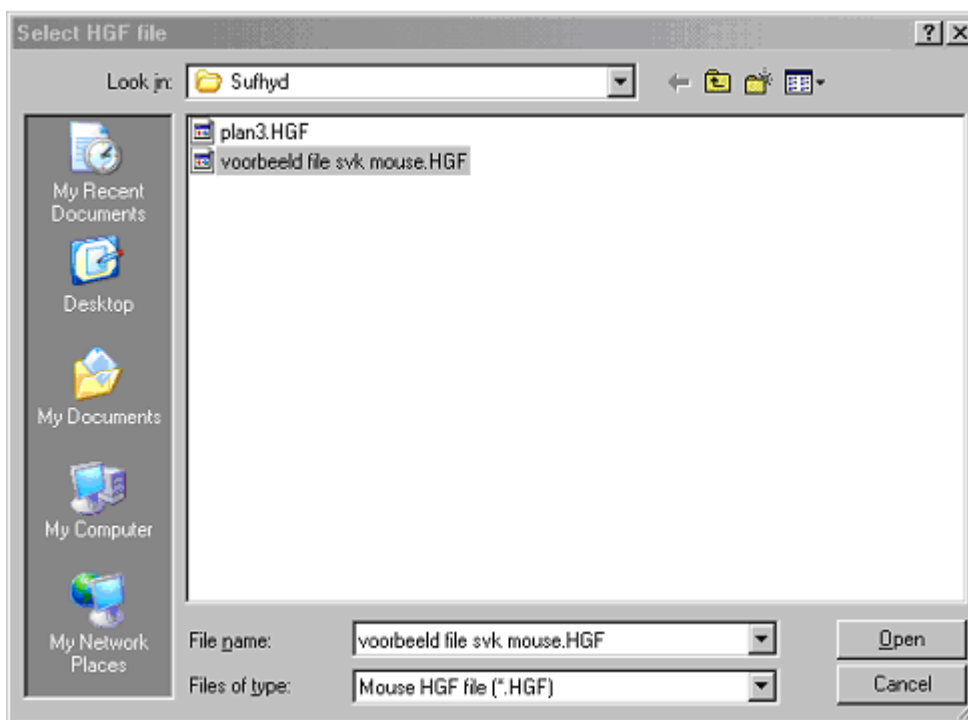 Select HGF file
Look in:
Sufhyd
plan3.HGF
voorbeeld file svk mouse.HGF
My Recent
Documents
Desktop
My Documents
My Computer
My Network
Places
File name:
voorbeeld file svk mouse.HGF
Open
Files of type:
Mouse HGF file (*.HGF)
Cancel